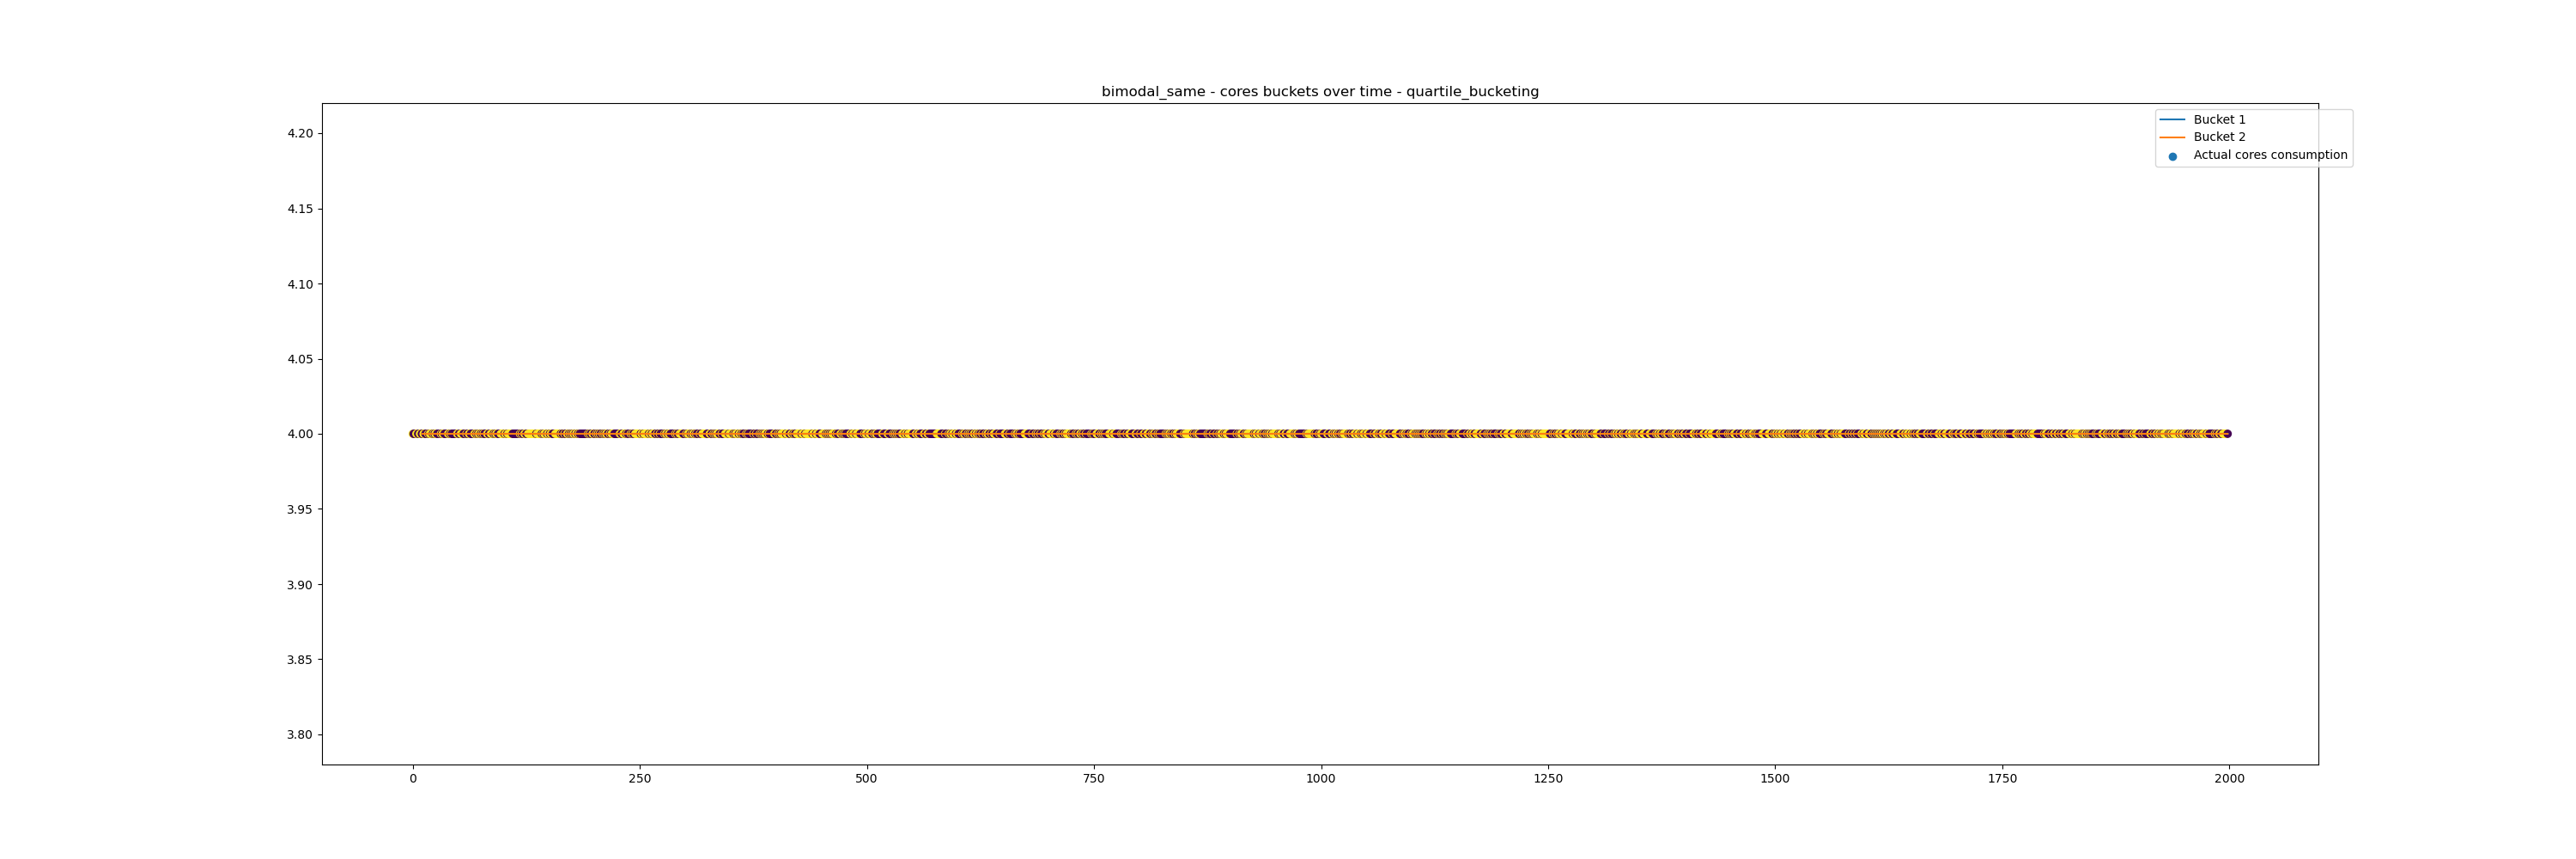 bimodal_same - cores buckets over time - quartile_bucketing
Bucket 1
Bucket 2
Actual cores consumption
4.20
4.15
4.10
4.05
4.00
3.95
3.90
3.85
3.80
0 250 500 750 1000 1250 1500 1750 2000